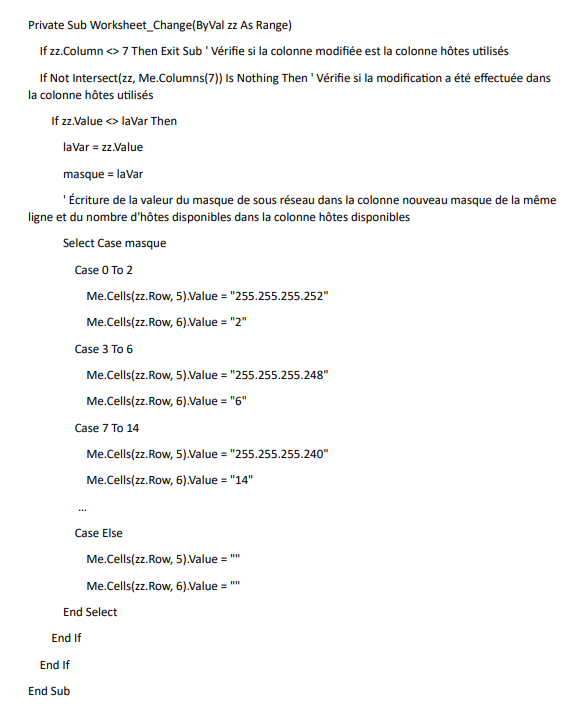 Private Sub Worksheet_Change(ByVal zz As Range)
If zz.Column <> 7 Then Exit Sub ' Vérifie si la colonne modifiée est la colonne hôtes utilisés
If Not Intersect(zz, Me.Columns(7)) Is Nothing Then ' Vérifie si la modification a été effectuée dans
la colonne hôtes utilisés
If zz.Value <> laVar Then
laVar = zz.Value
masque = laVar
' Écriture de la valeur du masque de sous réseau dans la colonne nouveau masque de la même
ligne et du nombre d'hôtes disponibles dans la colonne hôtes disponibles
Select Case masque
Case 0 To 2
Me.Cells(zz.Row, 5).Value = "255.255.255.252"
Me.Cells(zz.Row, 6).Value = "2"
Case 3 To 6
Me.Cells(zz.Row, 5).Value = "255.255.255.248"
Me.Cells(zz.Row, 6).Value = "6"
Case 7 To 14
Me.Cells(zz.Row, 5).Value = "255.255.255.240"
Me.Cells(zz.Row, 6).Value = "14"
...
Case Else
Me.Cells(zz.Row, 5).Value = ""
Me.Cells(zz.Row, 6).Value = ""
End Select
End If
End If
End Sub